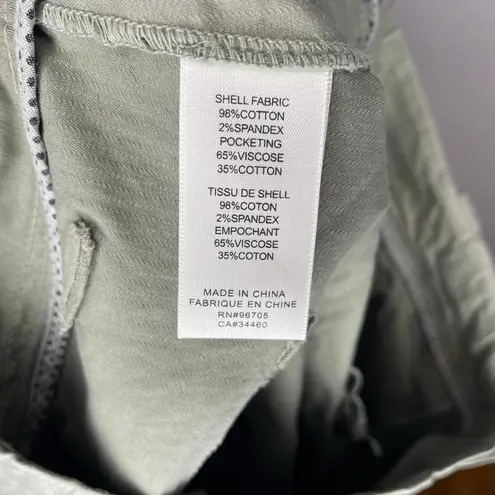 SHELL FABRIC
98%COTTON
2%SPANDEX
POCKETING
65%VISCOSE
35%COTTON
TISSU DE SHELL
98%COTON
2%SPANDEX
EMPOCHANT
65%VISCOSE
35%COTON
MADE IN CHINA
FABRIQUE EN CHINE
RN#96705
CA#34460